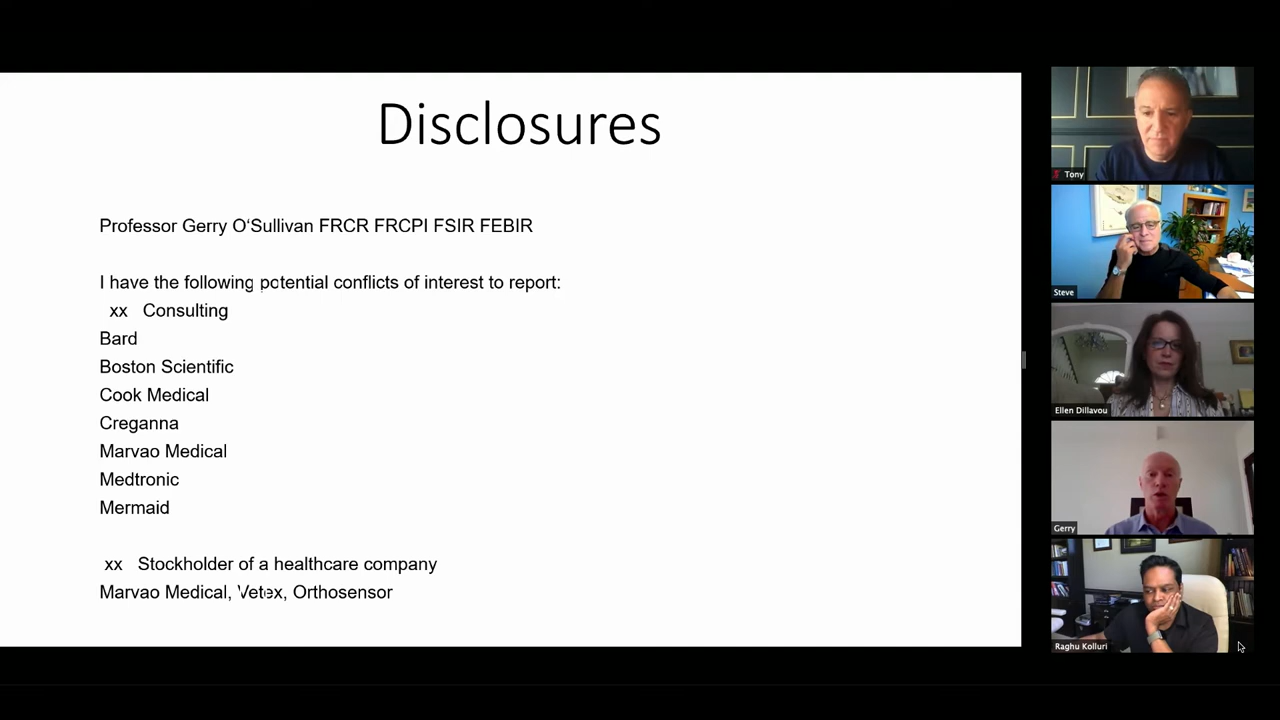 Disclosures
Professor Gerry O‘Sullivan FRCR FRCPI FSIR FEBIR
I have the following potential conflicts of interest to report:
xx Consulting
Bard
Boston Scientific
Cook Medical
Creganna
Marvao Medical
Medtronic
Mermaid
xx Stockholder of a healthcare company
Marvao Medical, Vetex, Orthosensor
Tony
Steve
Ellen Dillavou
Gerry
Raghu Kolluri